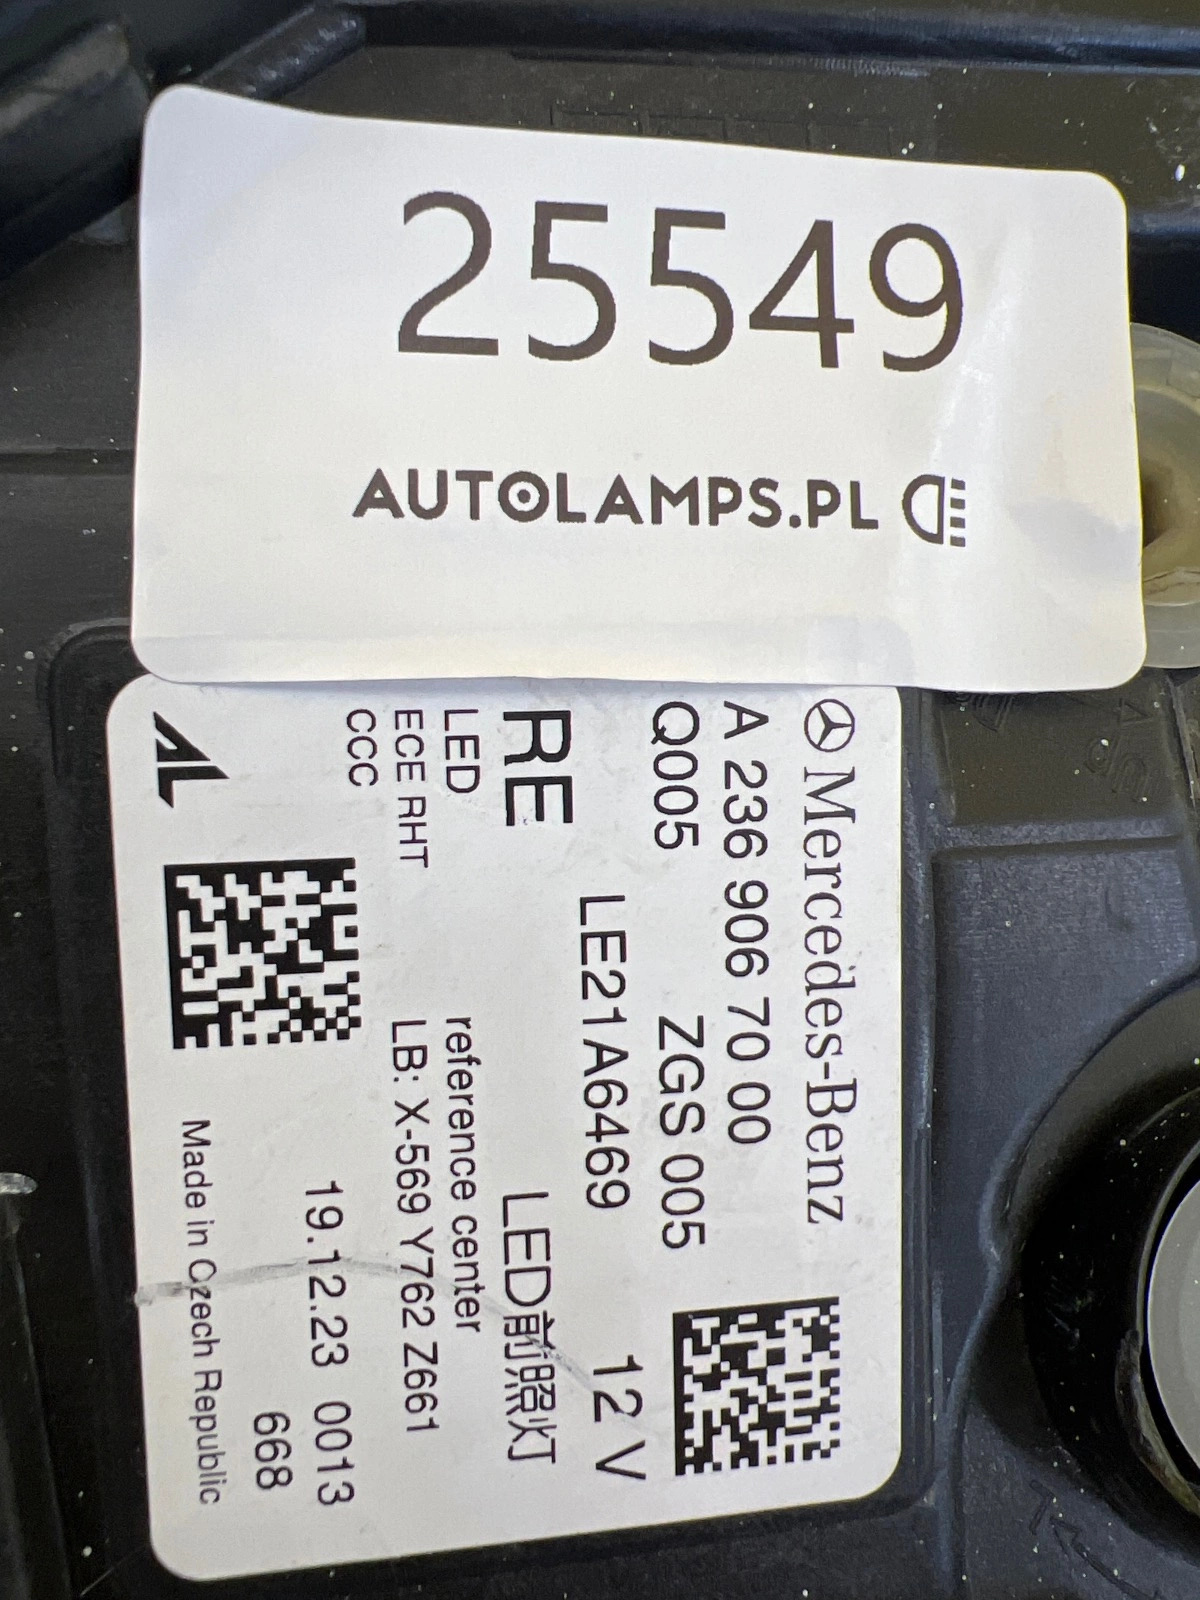 25549
AUTOLAMPS.PL
Mercedes-Benz
A 236 906 70 00
Q005 ZGS 005
LE21A6469 12 V
RE LED前照灯
LED reference center
ECE RHT LB: X-569 Y762 Z661
CCC
19.12.23 0013
668
AL Made in Czech Republic